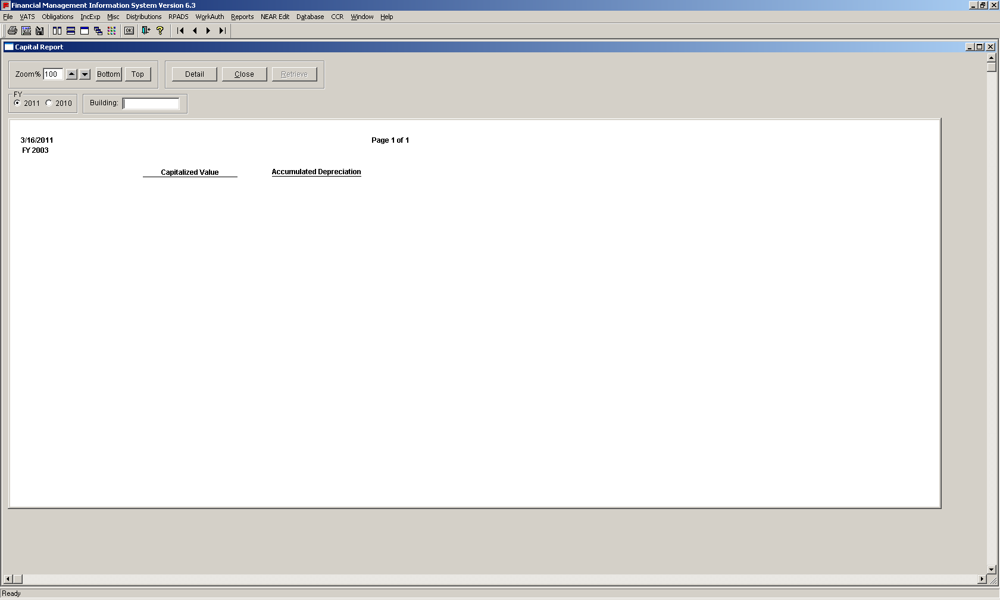 Financial Management Information System Version 6.3
File VATS Obligations IncExp Misc Distributions RPADS WorkAuth Reports NEAR Edit Database CCR Window Help
OK
Capital Report
Zoom% 100 Bottom Top Detail Close Retrieve
FY
2011 2010 Building:
3/16/2011 Page 1 of 1
FY 2003
Capitalized Value Accumulated Depreciation
Ready